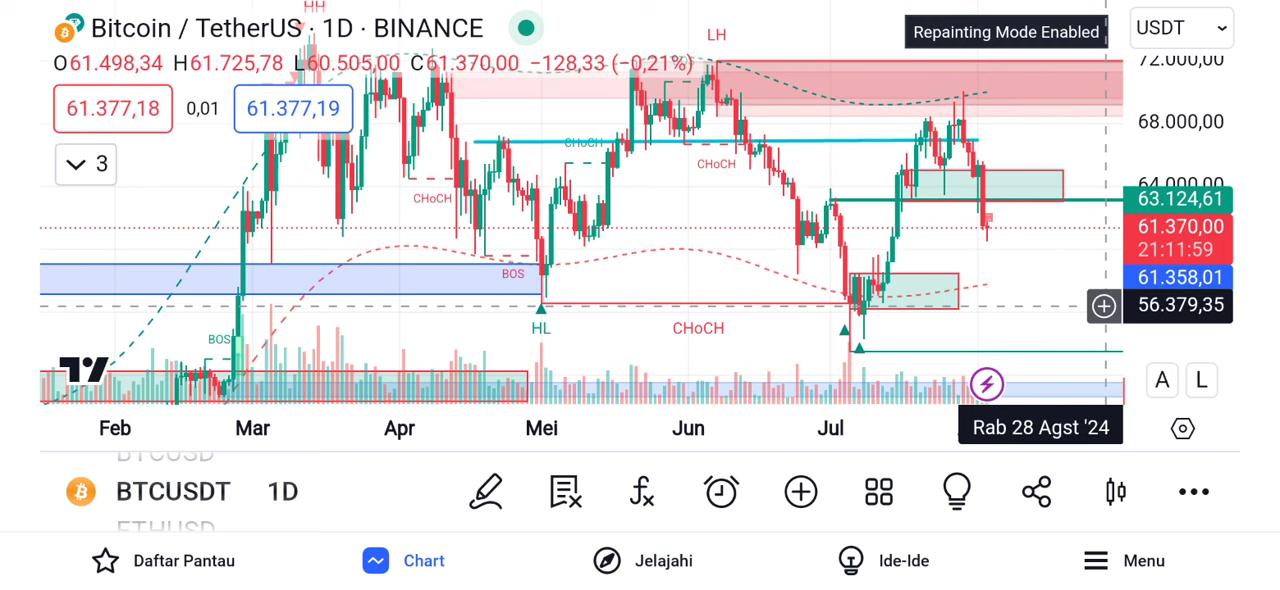 HH
Bitcoin / TetherUS · 1D · BINANCE
Repainting Mode Enabled
USDT
O61.498,34 H61.725,78 L60.505,00 C61.370,00 −128,33 (−0,21%)
LH
72.000,00
61.377,18
0,01
61.377,19
68.000,00
3
CHoCH
CHoCH
64.000,00
CHoCH
63.124,61
61.370,00
21:11:59
BOS
61.358,01
56.379,35
HL
CHoCH
BOS
A
L
Feb
Mar
Apr
Mei
Jun
Jul
Rab 28 Agst '24
BTCUSD
BTCUSDT 1D
ETHUSD
Daftar Pantau
Chart
Jelajahi
Ide-Ide
Menu